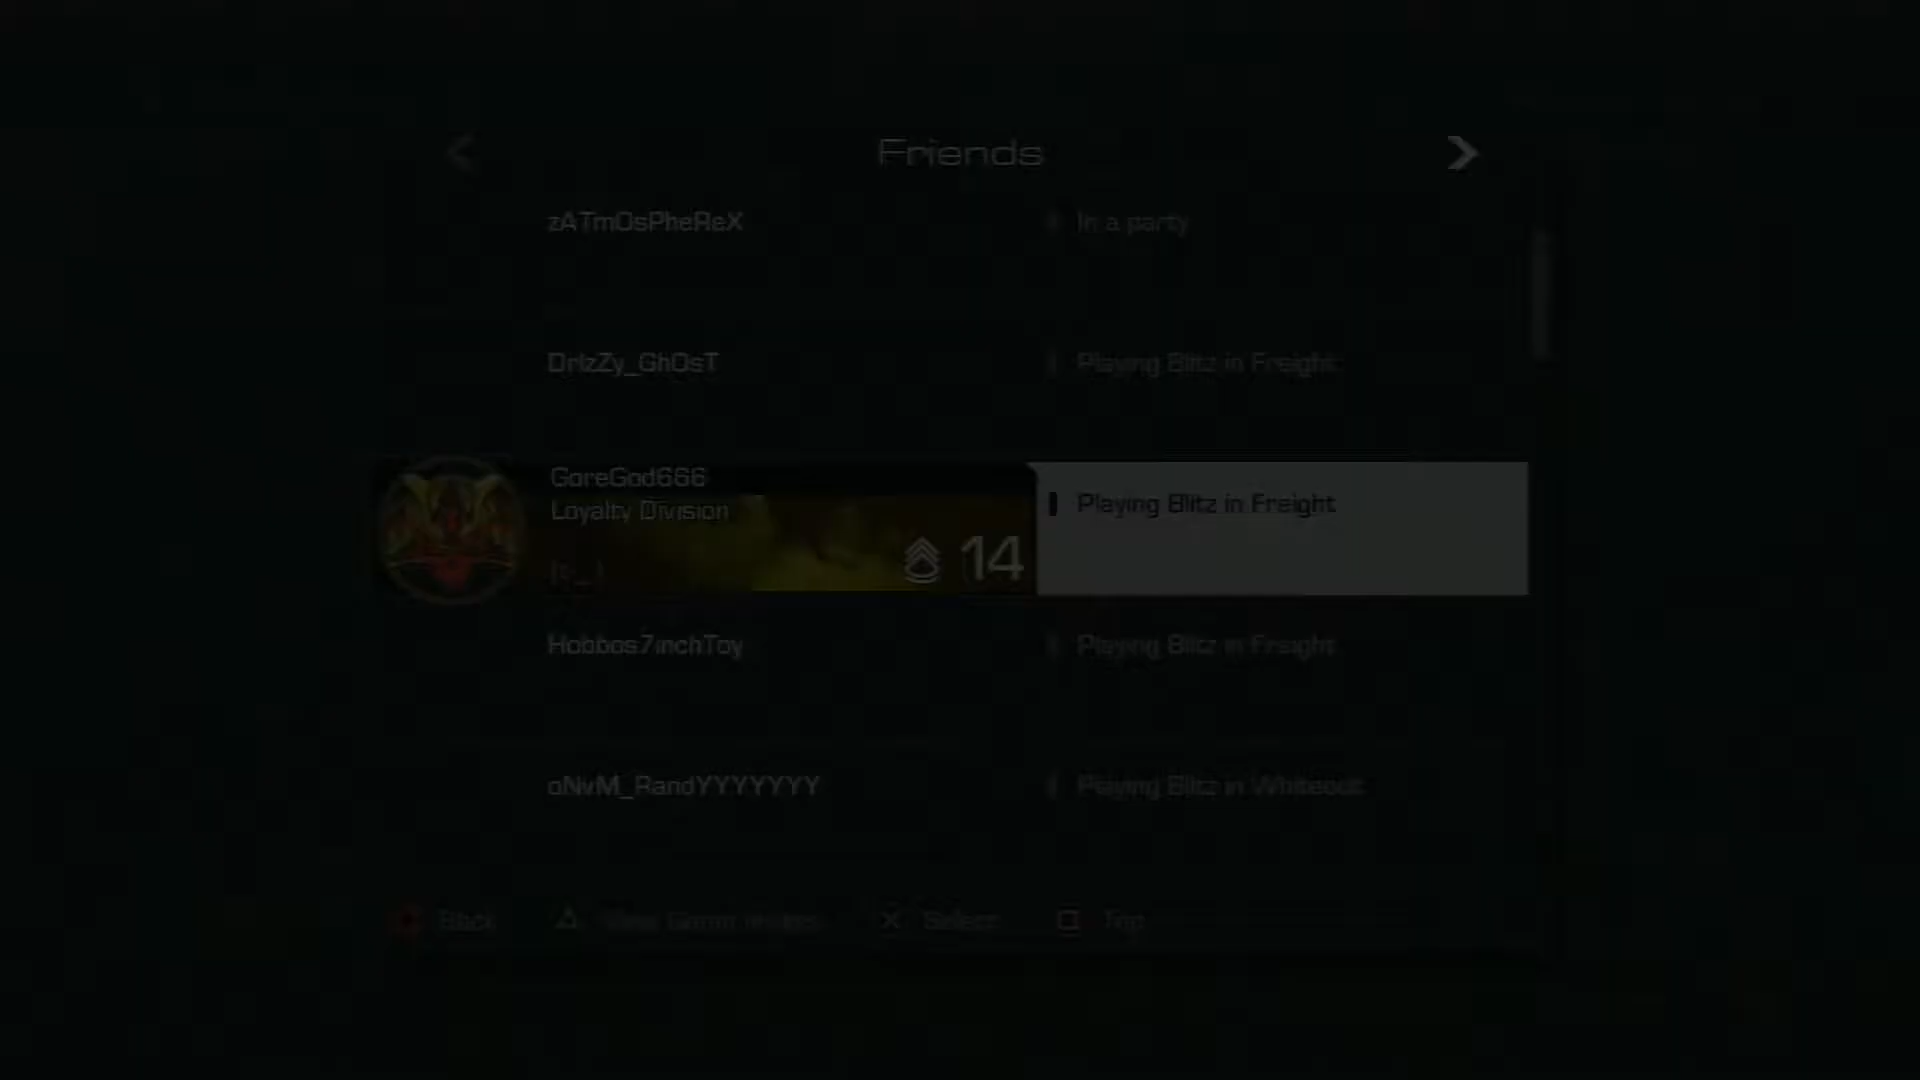 Friends
zATmOsPheReX
In a party
DrIzZy_GhOsT
Playing Blitz in Freight
GoreGod666
Loyalty Division
14
Playing Blitz in Freight
Hobbos7inchToy
Playing Blitz in Freight
oNvM_RandYYYYYYY
Playing Blitz in Whiteout
Back
Select
Top